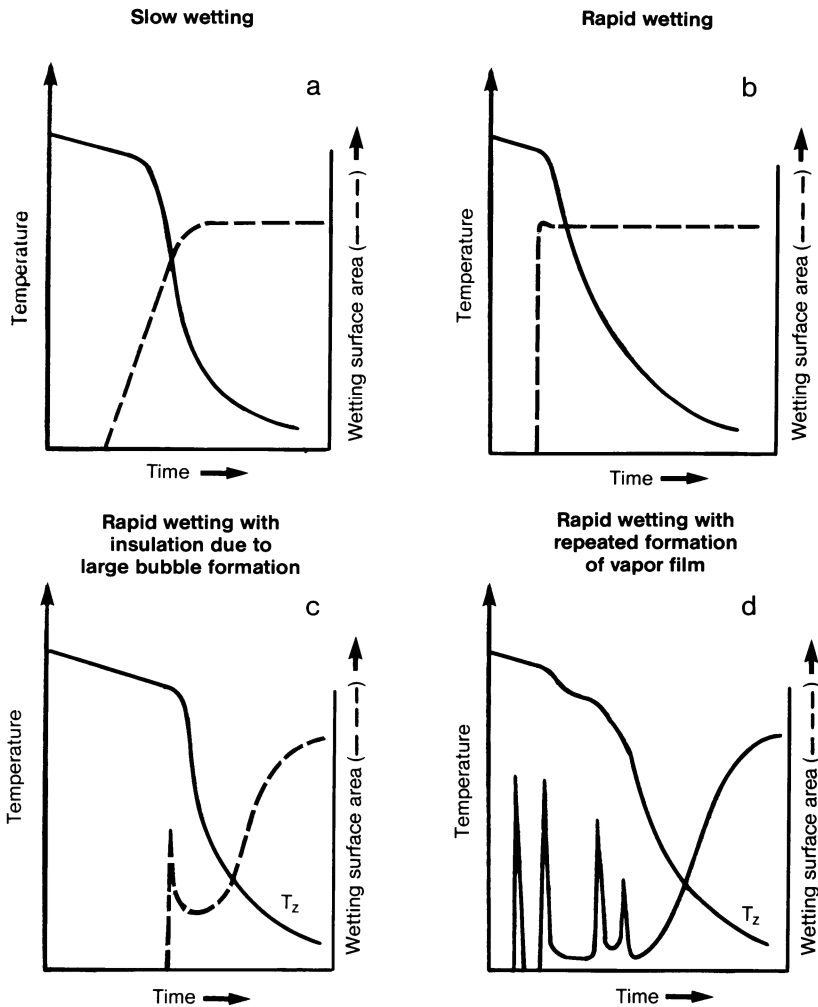 Slow wetting
a
Temperature
Wetting surface area (– – –)
Time
Rapid wetting
b
Temperature
Wetting surface area (– – –)
Time
Rapid wetting with
insulation due to
large bubble formation
c
Temperature
Wetting surface area (– – –)
Tz
Time
Rapid wetting with
repeated formation
of vapor film
d
Temperature
Wetting surface area (– – –)
Tz
Time